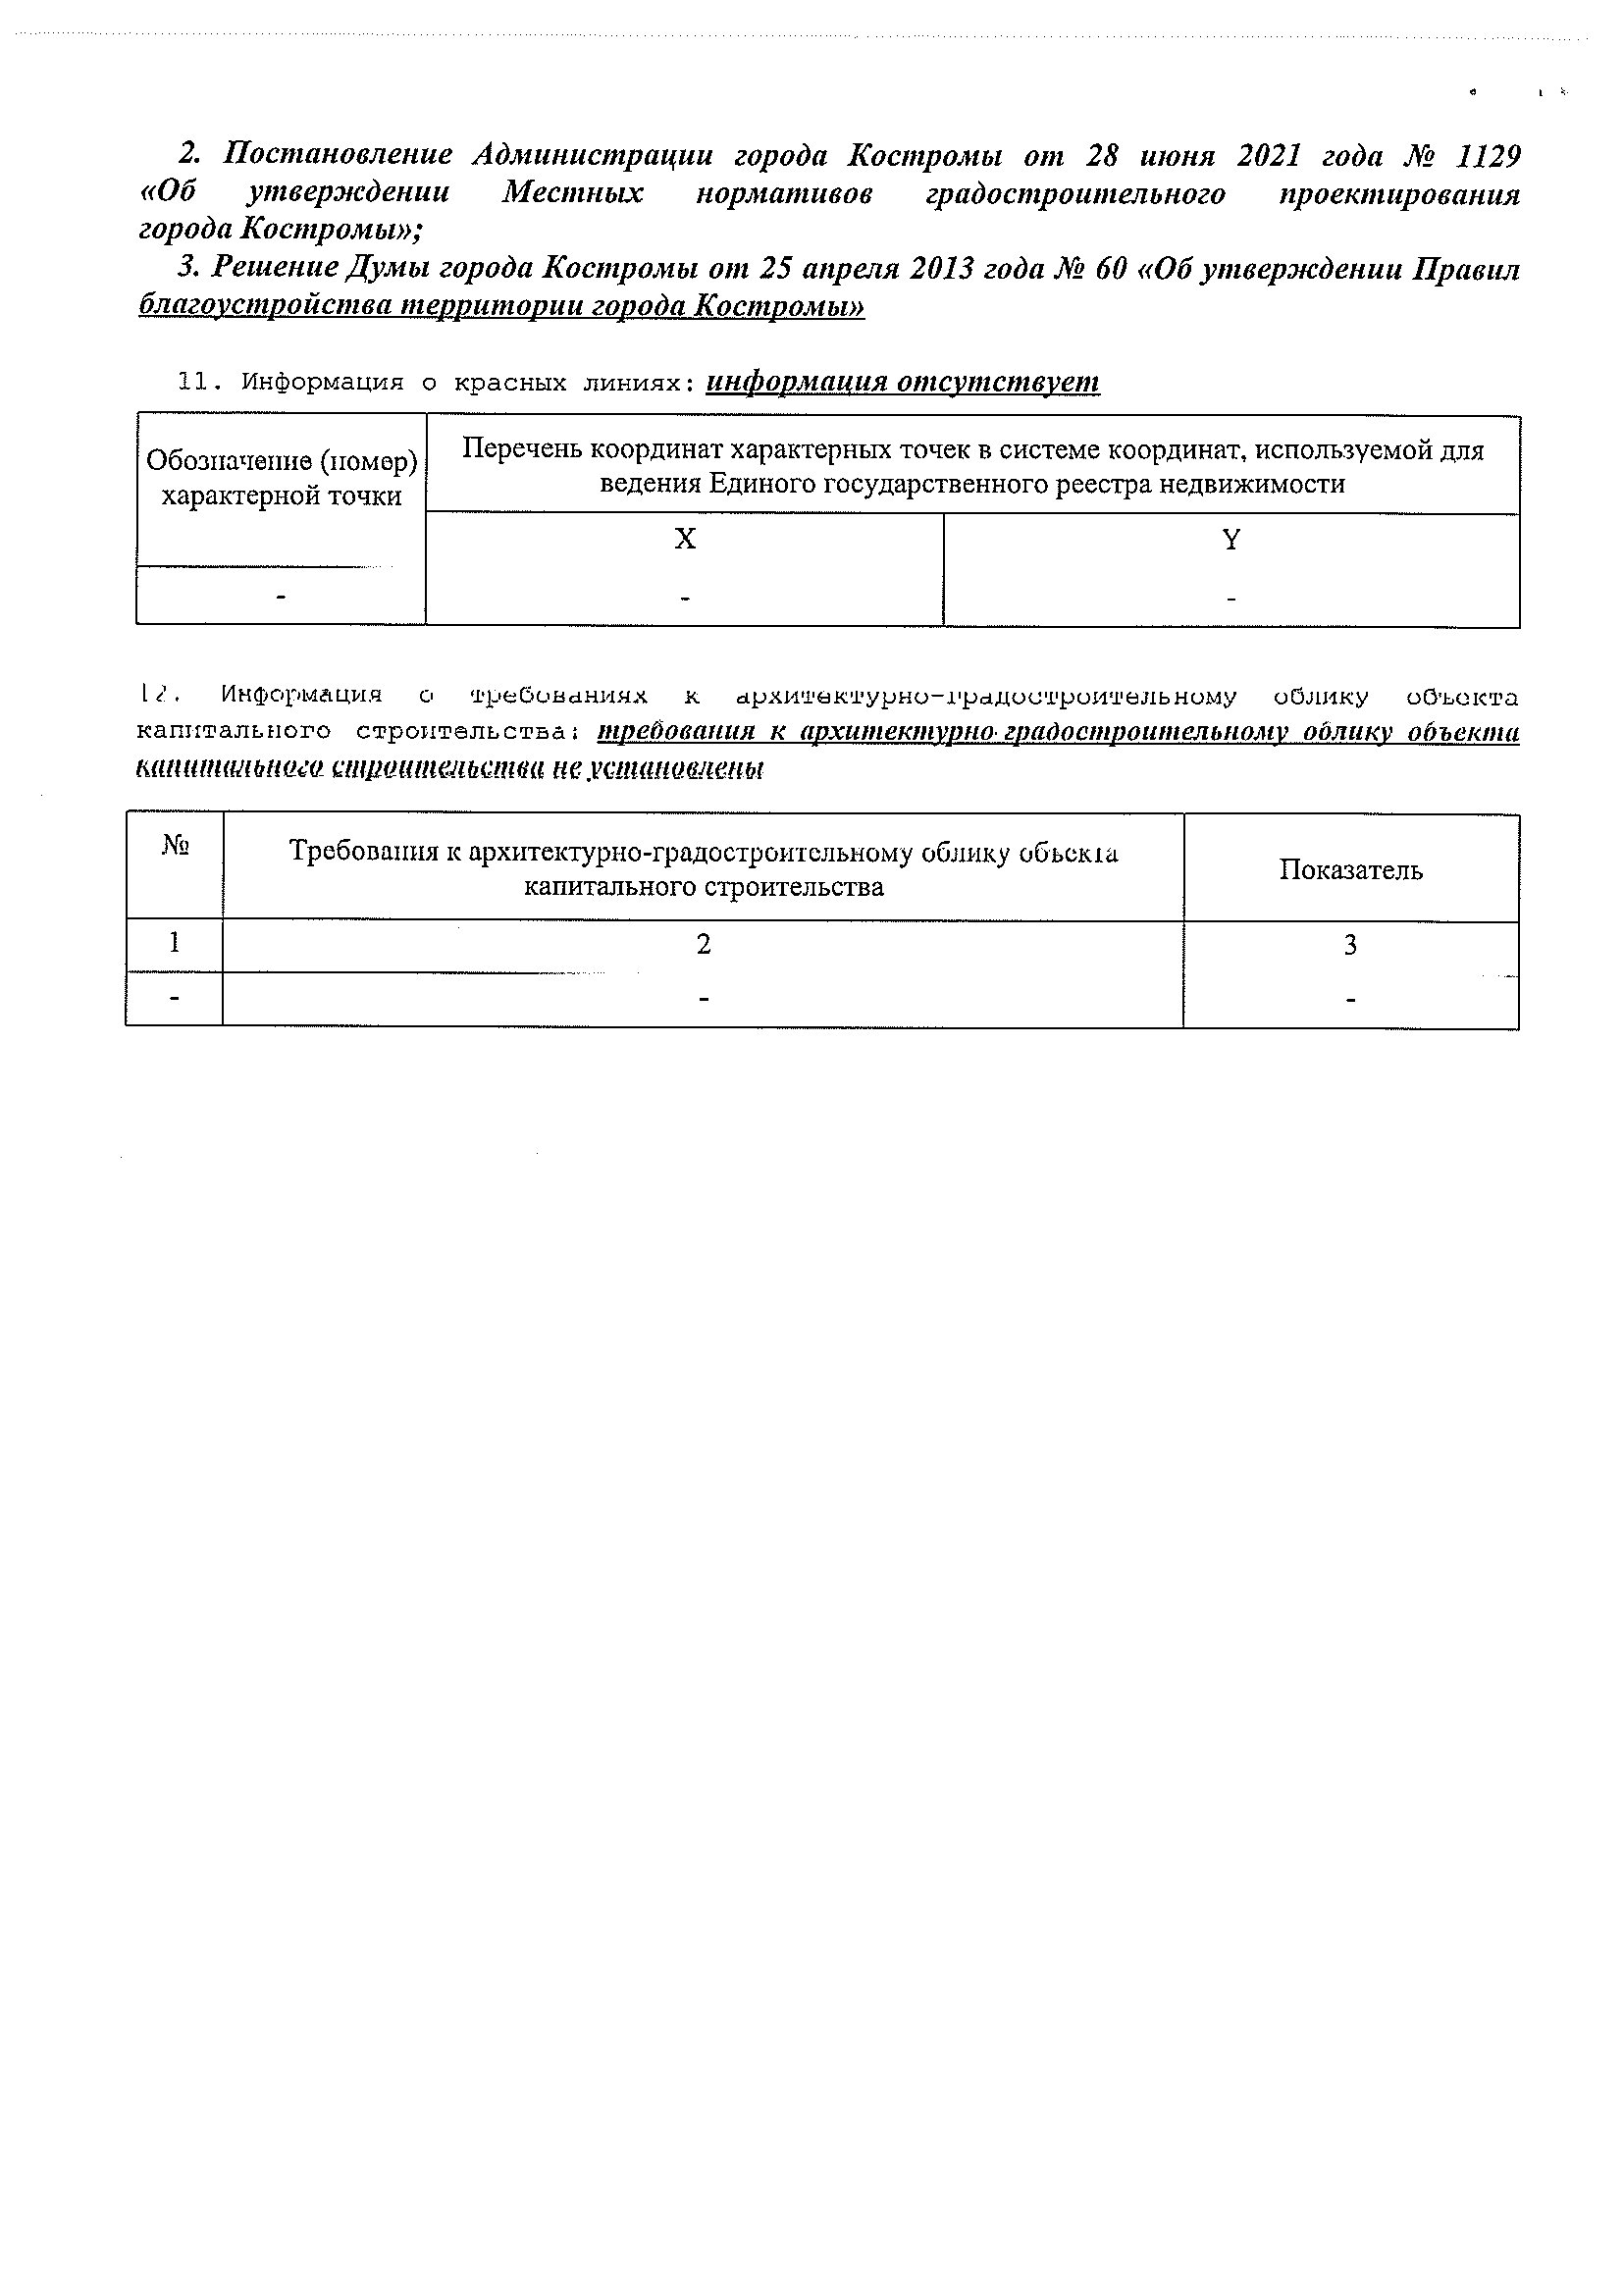 2. Постановление Администрации города Костромы от 28 июня 2021 года № 1129
«Об утверждении Местных нормативов градостроительного проектирования
города Костромы»;
3. Решение Думы города Костромы от 25 апреля 2013 года № 60 «Об утверждении Правил
благоустройства территории города Костромы»
11. Информация о красных линиях: информация отсутствует
Обозначение (номер)
характерной точки
Перечень координат характерных точек в системе координат, используемой для
ведения Единого государственного реестра недвижимости
X Y
- - -
12. Информация о требованиях к архитектурно-градостроительному облику объекта
капитального строительства: требования к архитектурно-градостроительному облику объекта
капитального строительства не установлены
№
Требования к архитектурно-градостроительному облику объекта
капитального строительства
Показатель
1 2 3
- - -